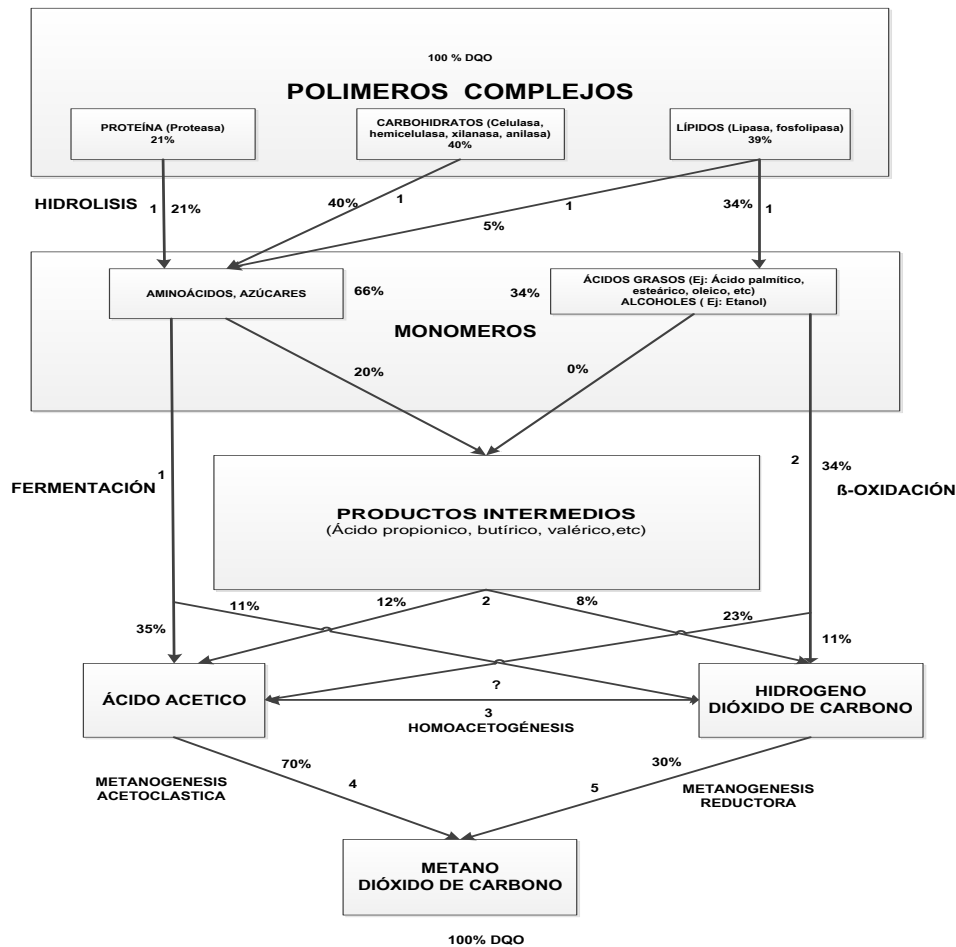 100 % DQO
POLIMEROS COMPLEJOS
PROTEÍNA (Proteasa)
21%
CARBOHIDRATOS (Celulasa,
hemicelulasa, xilanasa, anilasa)
40%
LÍPIDOS (Lipasa, fosfolipasa)
39%
HIDROLISIS
1
21%
40%
1
5%
1
34%
1
AMINOÁCIDOS, AZÚCARES
66%
34%
ÁCIDOS GRASOS (Ej: Ácido palmítico,
esteárico, oleico, etc)
ALCOHOLES ( Ej: Etanol)
MONOMEROS
20%
0%
1
FERMENTACIÓN
2
34%
ß-OXIDACIÓN
PRODUCTOS INTERMEDIOS
(Ácido propionico, butírico, valérico,etc)
11%
12%
2
8%
23%
35%
11%
ÁCIDO ACETICO
?
3
HOMOACETOGÉNESIS
HIDROGENO
DIÓXIDO DE CARBONO
70%
4
METANOGENESIS
ACETOCLASTICA
30%
5
METANOGENESIS
REDUCTORA
METANO
DIÓXIDO DE CARBONO
100% DQO